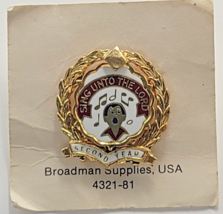 SING UNTO THE LORD
SECOND YEAR
Broadman Supplies, USA
4321-81